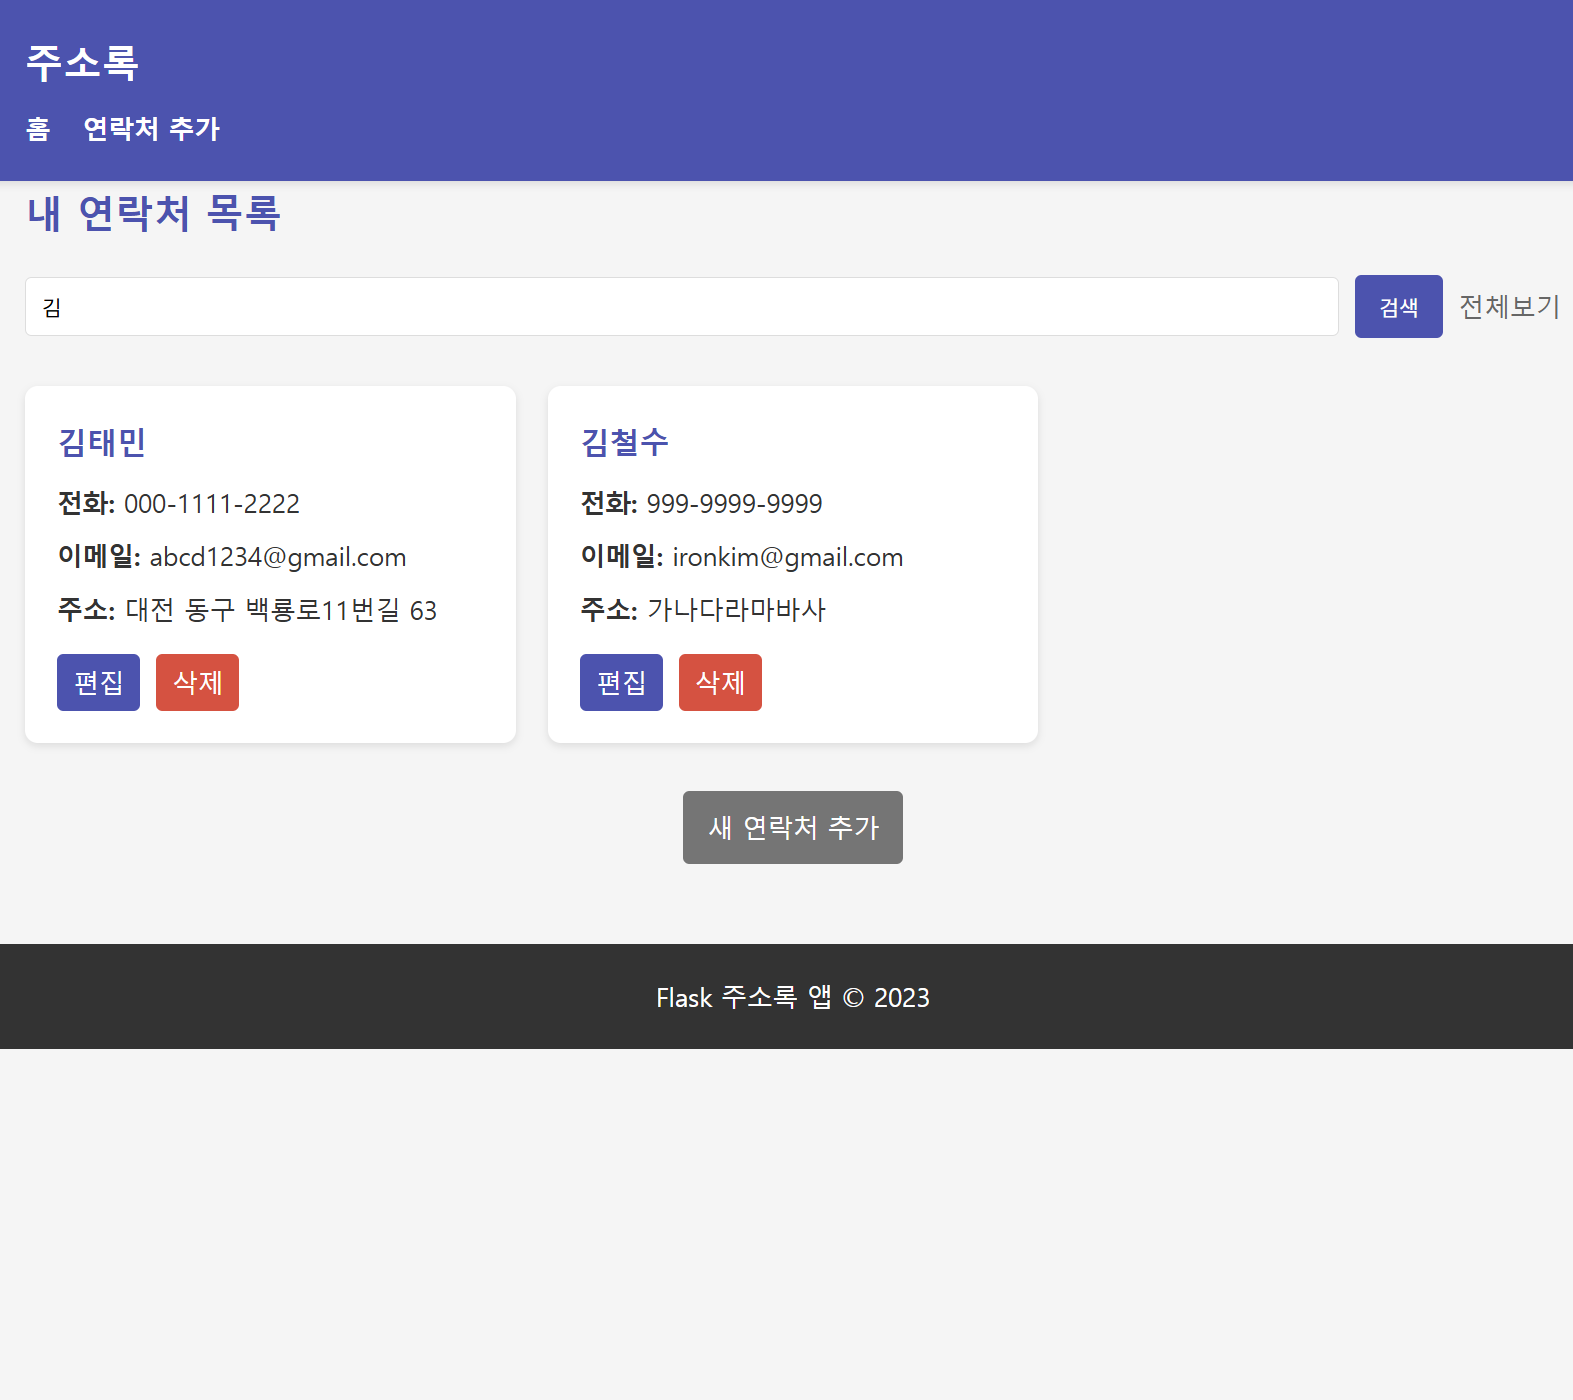 주소록
홈 연락처 추가
내 연락처 목록
김 검색 전체보기
김태민
전화: 000-1111-2222
이메일: abcd1234@gmail.com
주소: 대전 동구 백룡로11번길 63
편집 삭제
김철수
전화: 999-9999-9999
이메일: ironkim@gmail.com
주소: 가나다라마바사
편집 삭제
새 연락처 추가
Flask 주소록 앱 © 2023